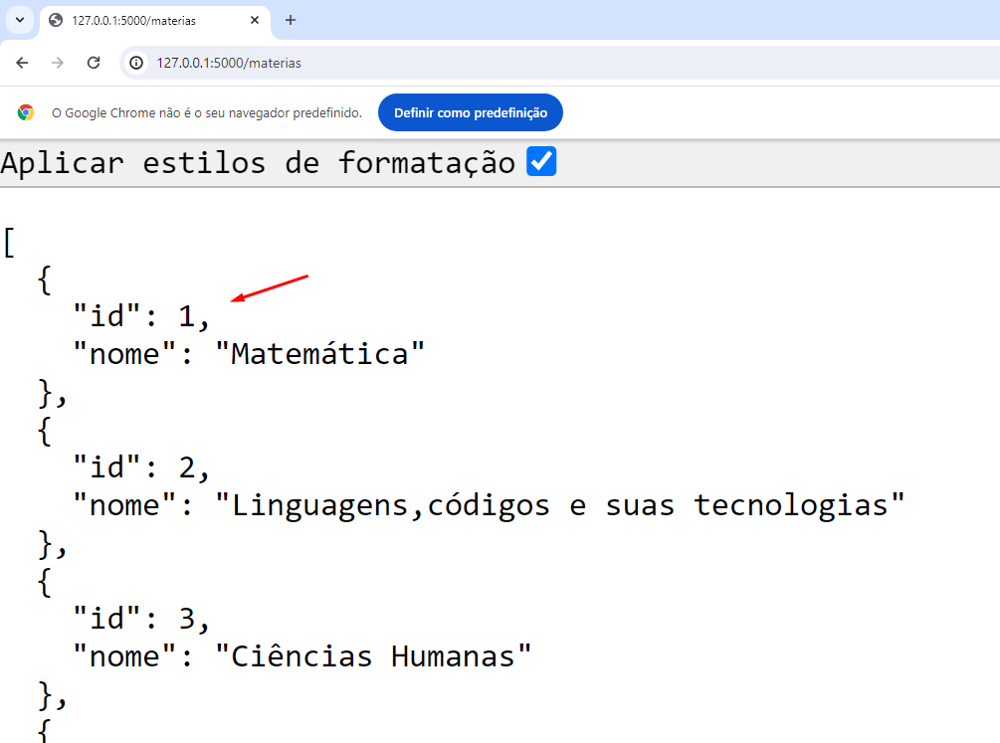 127.0.0.1:5000/materias
127.0.0.1:5000/materias
O Google Chrome não é o seu navegador predefinido. Definir como predefinição
Aplicar estilos de formatação
[
{
"id": 1,
"nome": "Matemática"
},
{
"id": 2,
"nome": "Linguagens,códigos e suas tecnologias"
},
{
"id": 3,
"nome": "Ciências Humanas"
},
{